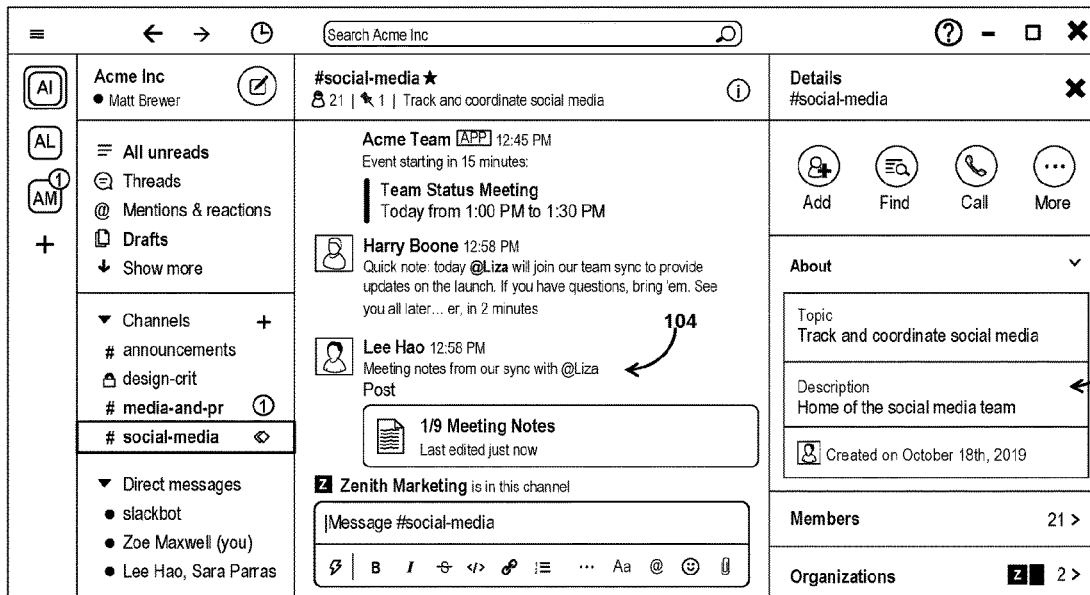 Search Acme Inc
?
AI
AL
AM 1
+
Acme Inc
Matt Brewer
All unreads
Threads
@ Mentions & reactions
Drafts
Show more
Channels +
# announcements
design-crit
# media-and-pr 1
# social-media
Direct messages
slackbot
Zoe Maxwell (you)
Lee Hao, Sara Parras
#social-media ★
21 | 1 | Track and coordinate social media
Acme Team APP 12:45 PM
Event starting in 15 minutes:
Team Status Meeting
Today from 1:00 PM to 1:30 PM
Harry Boone 12:58 PM
Quick note: today @Liza will join our team sync to provide
updates on the launch. If you have questions, bring 'em. See
you all later... er, in 2 minutes
104
Lee Hao 12:58 PM
Meeting notes from our sync with @Liza
Post
1/9 Meeting Notes
Last edited just now
Z Zenith Marketing is in this channel
Message #social-media
B I S </> ... Aa @
Details
#social-media
Add Find Call More
About
Topic
Track and coordinate social media
Description
Home of the social media team
Created on October 18th, 2019
Members 21 >
Organizations Z 2 >